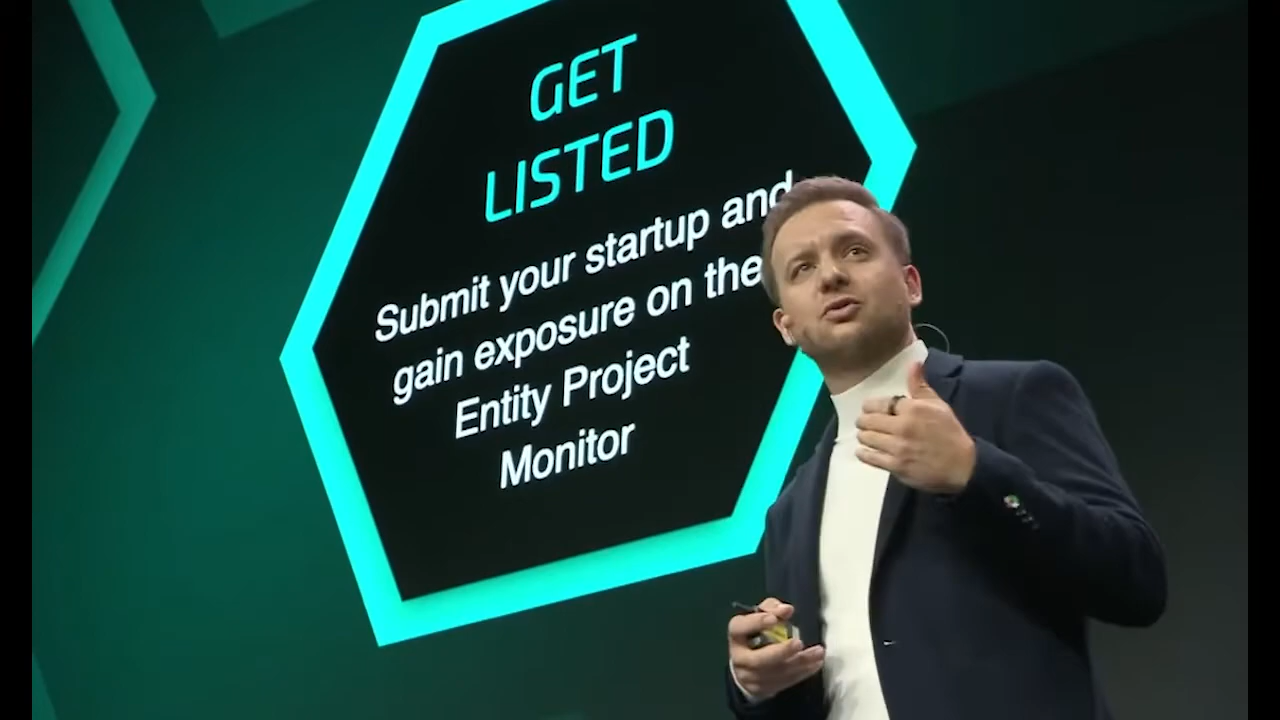 GET
LISTED
Submit your startup and
gain exposure on the
Entity Project
Monitor